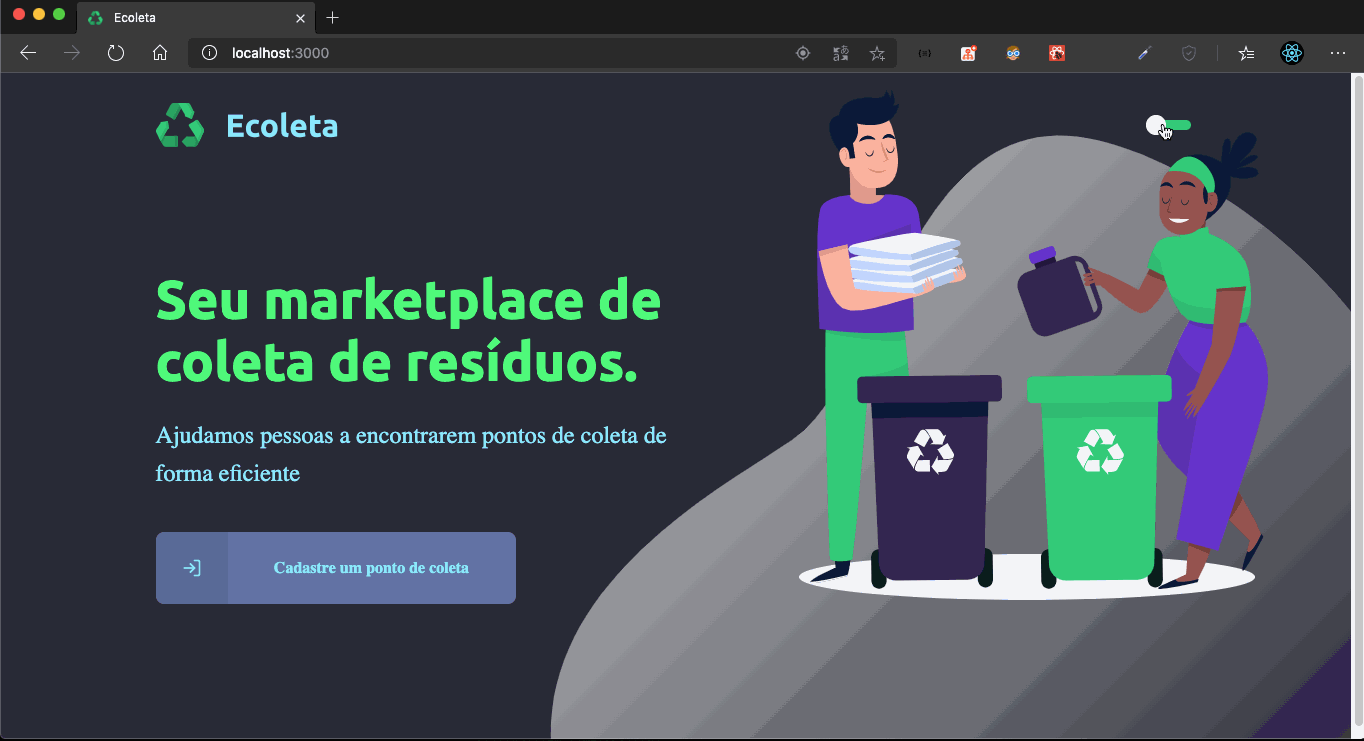 Ecoleta
localhost:3000
Ecoleta
Seu marketplace de
coleta de resíduos.
Ajudamos pessoas a encontrarem pontos de coleta de
forma eficiente
Cadastre um ponto de coleta